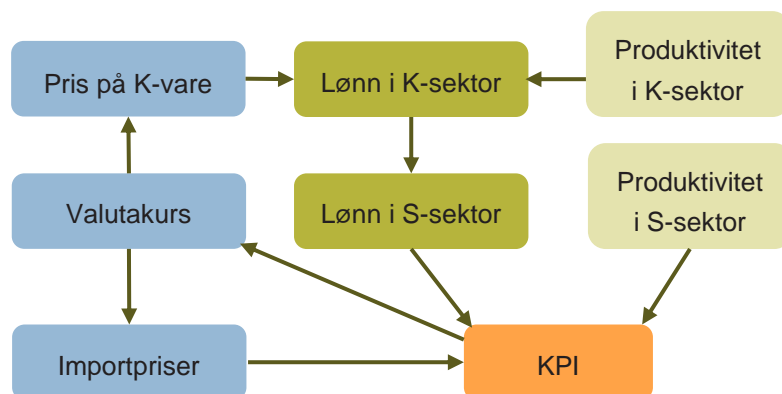 Pris på K-vare
Lønn i K-sektor
Produktivitet
i K-sektor
Valutakurs
Lønn i S-sektor
Produktivitet
i S-sektor
Importpriser
KPI